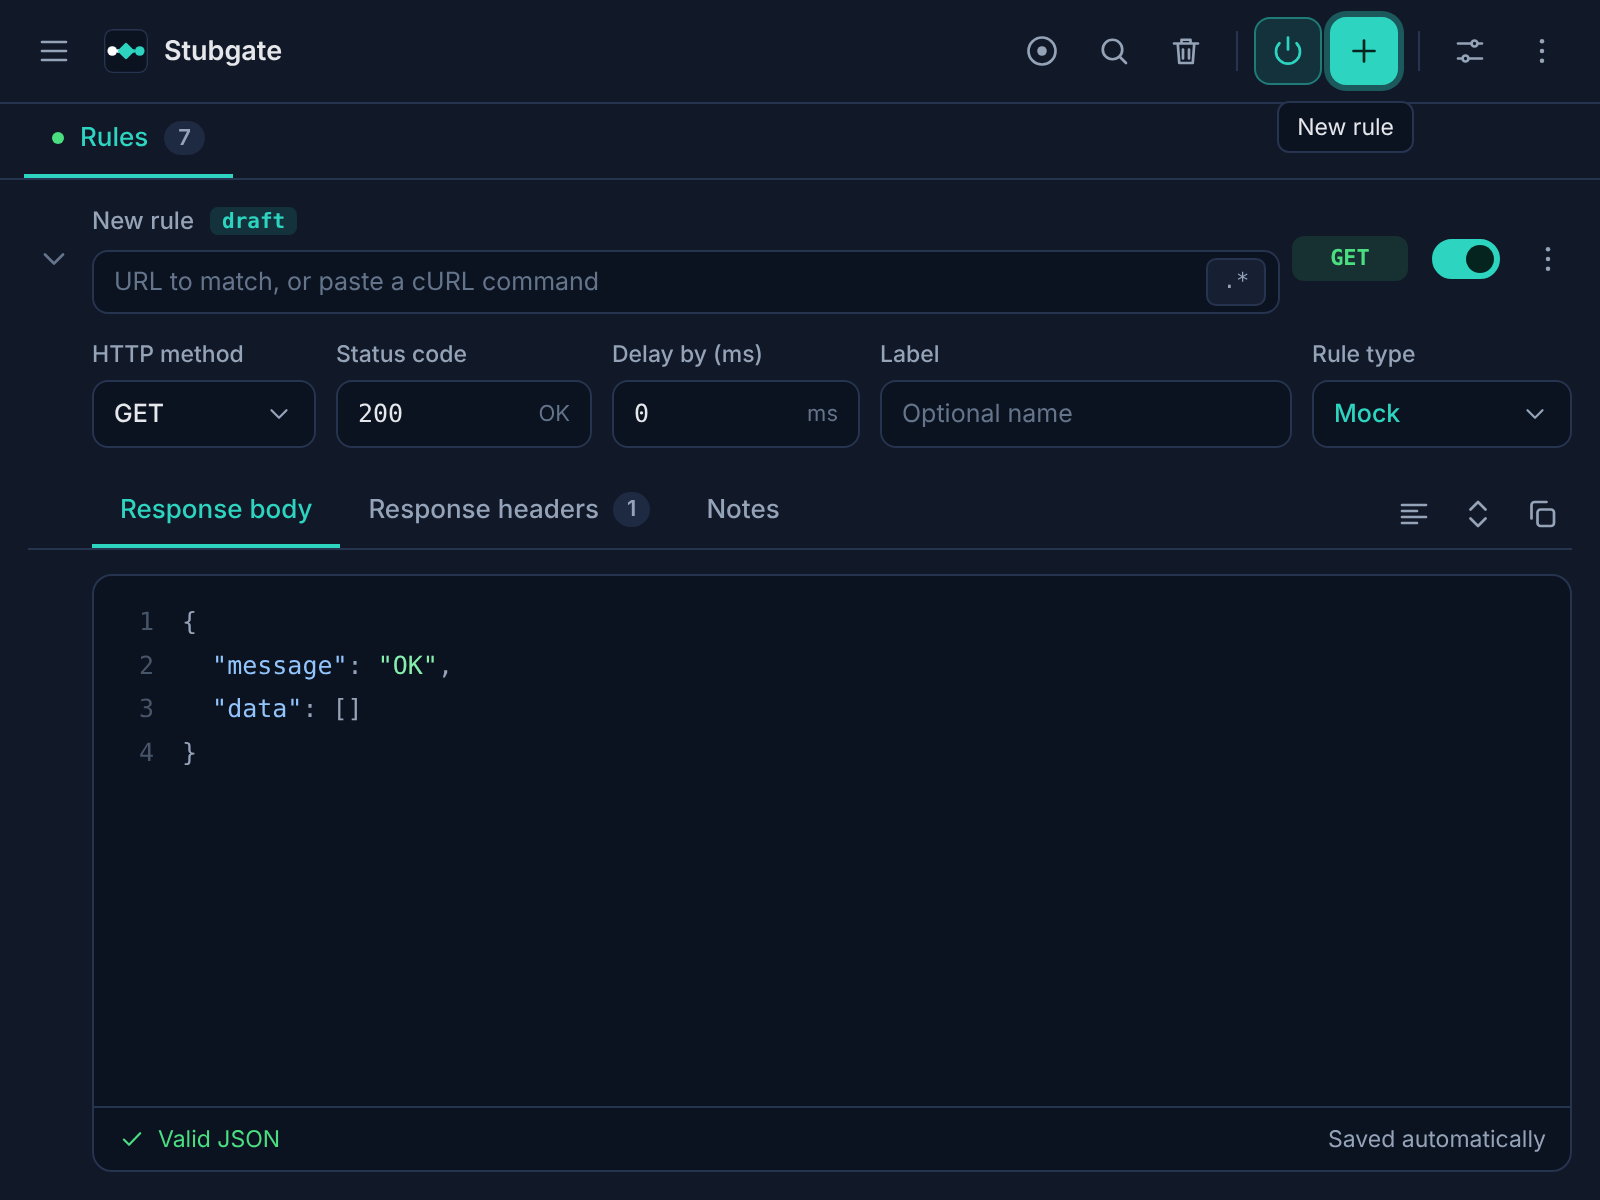 Stubgate
New rule
Rules 7
New rule draft
URL to match, or paste a cURL command .*
GET
HTTP method Status code Delay by (ms) Label Rule type
GET 200 OK 0 ms Optional name Mock
Response body Response headers 1 Notes
1 {
2 "message": "OK",
3 "data": []
4 }
Valid JSON Saved automatically